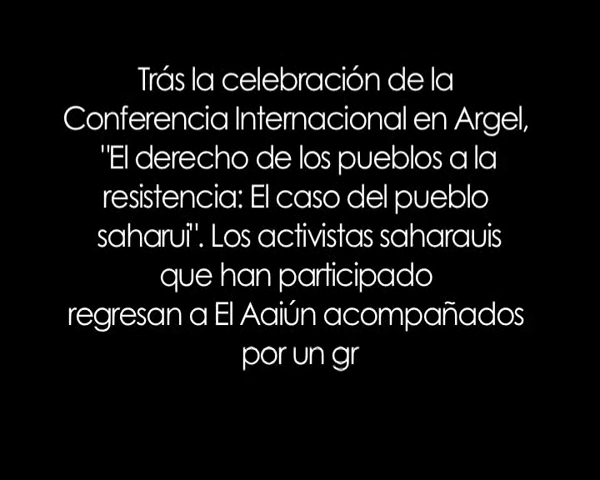 Trás la celebración de la
Conferencia Internacional en Argel,
"El derecho de los pueblos a la
resistencia: El caso del pueblo
saharui". Los activistas saharauis
que han participado
regresan a El Aaiún acompañados
por un gr